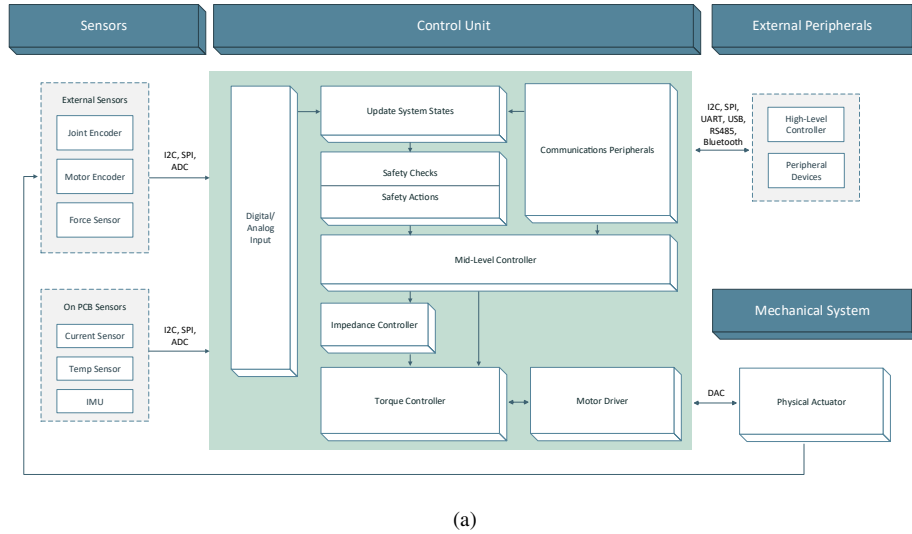 Sensors
Control Unit
External Peripherals
External Sensors
Joint Encoder
Motor Encoder
Force Sensor
I2C, SPI,
ADC
On PCB Sensors
Current Sensor
Temp Sensor
IMU
I2C, SPI,
ADC
Digital/
Analog
Input
Update System States
Safety Checks
Safety Actions
Communications Peripherals
Mid-Level Controller
Impedance Controller
Torque Controller
Motor Driver
I2C, SPI,
UART, USB,
RS485,
Bluetooth
High-Level
Controller
Peripheral
Devices
Mechanical System
DAC
Physical Actuator
(a)